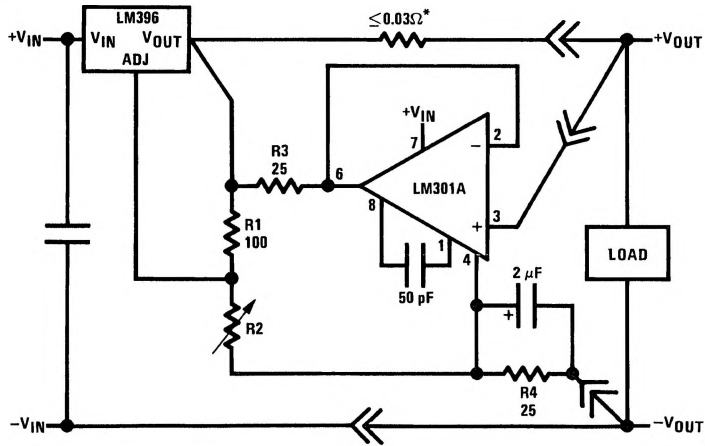 +VIN
LM396
VIN VOUT
ADJ
≤0.03Ω*
+VOUT
+VIN
7
2
−
R3
25
6
LM301A
8
1
+
3
4
R1
100
50 pF
2 μF
+
LOAD
R2
R4
25
−VIN
−VOUT